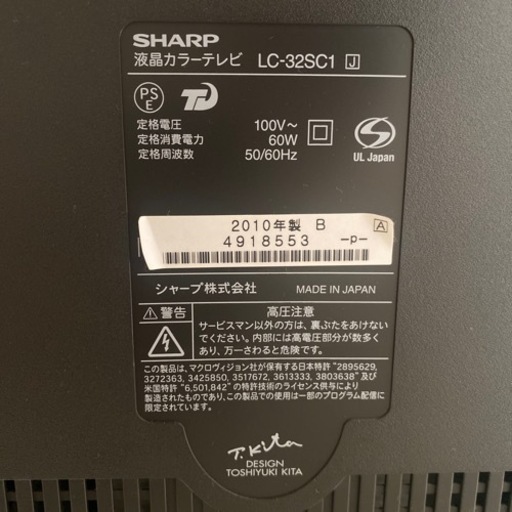 SHARP
液晶カラーテレビ LC-32SC1 J
PS E
定格電圧 100V~
定格消費電力 60W
定格周波数 50/60Hz
S
UL Japan
2010年製 B A
4918553 -p-
シャープ株式会社 MADE IN JAPAN
⚠警告 高圧注意
サービスマン以外の方は、裏ぶたをあけない
でください。内部には高電圧部分が数多く
あり、万一さわると危険です。
この製品は、マクロヴィジョン社が保有する日本特許 "2895629,
3272363, 3425850, 3517672, 3613333, 3803638" 及び
米国特許 "6,501,842" の特許技術のライセンス供与により
製造されたものであり、カラオケ等の
この製品での使用は一部のプログラム配信に
限定されております。
T.Kita
DESIGN
TOSHIYUKI KITA